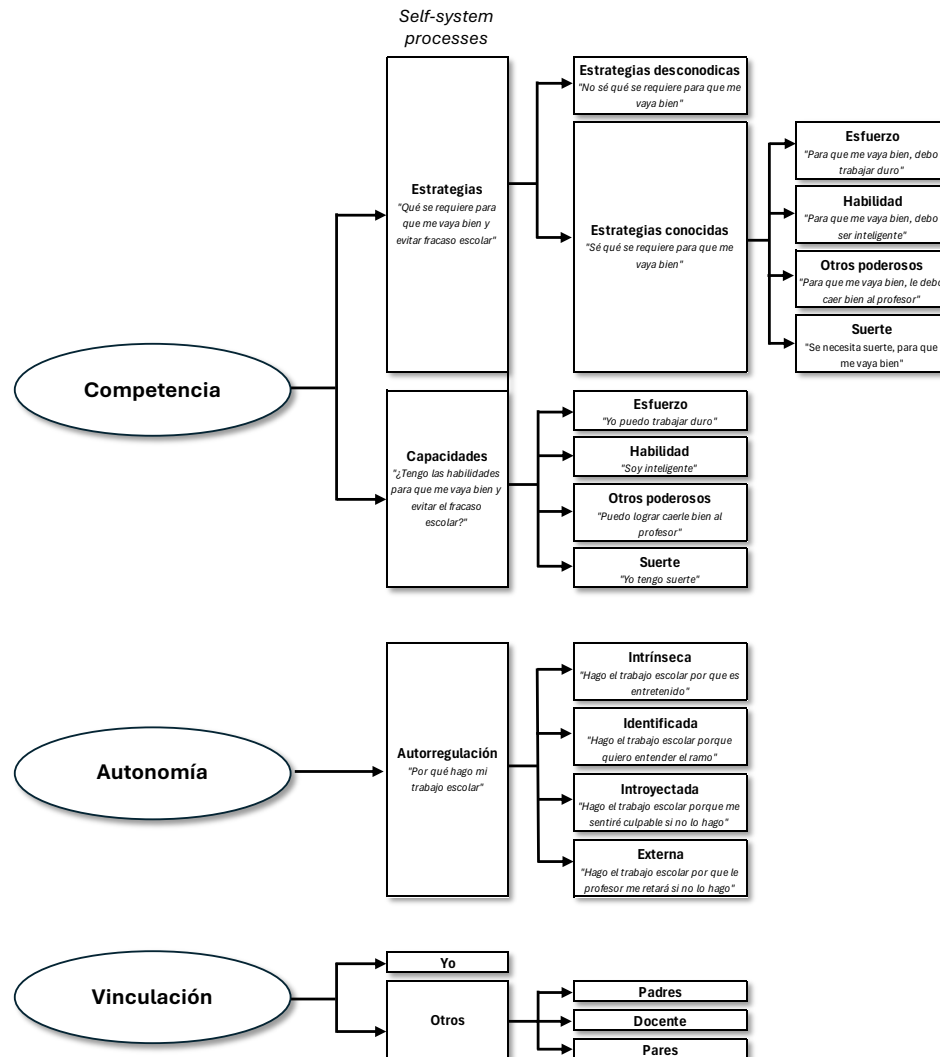 Self-system
processes
Estrategias desconodicas
"No sé qué se requiere para que me
vaya bien"
Esfuerzo
"Para que me vaya bien, debo
trabajar duro"
Estrategias
"Qué se requiere para
que me vaya bien y
evitar fracaso escolar"
Habilidad
"Para que me vaya bien, debo
ser inteligente"
Estrategias conocidas
"Sé qué se requiere para que me
vaya bien"
Otros poderosos
"Para que me vaya bien, le debo
caer bien al profesor"
Suerte
"Se necesita suerte, para que
me vaya bien"
Competencia
Capacidades
"¿Tengo las habilidades
para que me vaya bien y
evitar el fracaso
escolar?"
Esfuerzo
"Yo puedo trabajar duro"
Habilidad
"Soy inteligente"
Otros poderosos
"Puedo lograr caerle bien al
profesor"
Suerte
"Yo tengo suerte"
Autonomía
Autorregulación
"Por qué hago mi
trabajo escolar"
Intrínseca
"Hago el trabajo escolar por que es
entretenido"
Identificada
"Hago el trabajo escolar porque
quiero entender el ramo"
Introyectada
"Hago el trabajo escolar porque me
sentiré culpable si no lo hago"
Externa
"Hago el trabajo escolar por que le
profesor me retará si no lo hago"
Vinculación
Yo
Otros
Padres
Docente
Pares